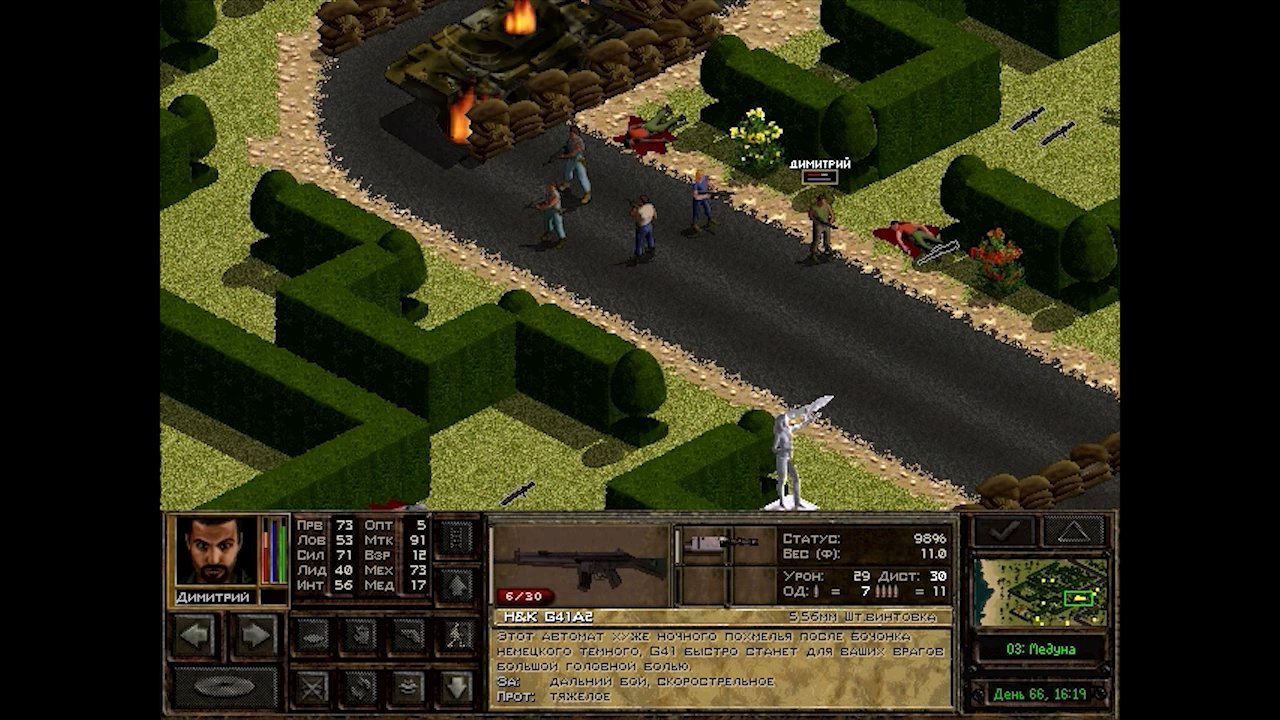 ДИМИТРИЙ
ПРВ 73 ОПТ 5
ЛОВ 53 МТК 91
СИЛ 71 ВЗР 12
ЛИД 40 МЕХ 73
ИНТ 56 МЕД 17
ДИМИТРИЙ
6/30
СТАТУС: 98%
ВЕС (Ф): 11.0
УРОН: 29 ДИСТ: 30
ОД: = 7 = 11
H&K G41A2 5,56ММ ШТ.ВИНТОВКА
ЭТОТ АВТОМАТ ХУЖЕ НОЧНОГО ПОХМЕЛЬЯ ПОСЛЕ БОЧОНКА
НЕМЕЦКОГО ТЕМНОГО, G41 БЫСТРО СТАНЕТ ДЛЯ ВАШИХ ВРАГОВ
БОЛЬШОЙ ГОЛОВНОЙ БОЛЬЮ.
ЗА: ДАЛЬНИЙ БОЙ, СКОРОСТРЕЛЬНОЕ
ПРОТ: ТЯЖЕЛОЕ
O3: Медуна
День 66, 16:19